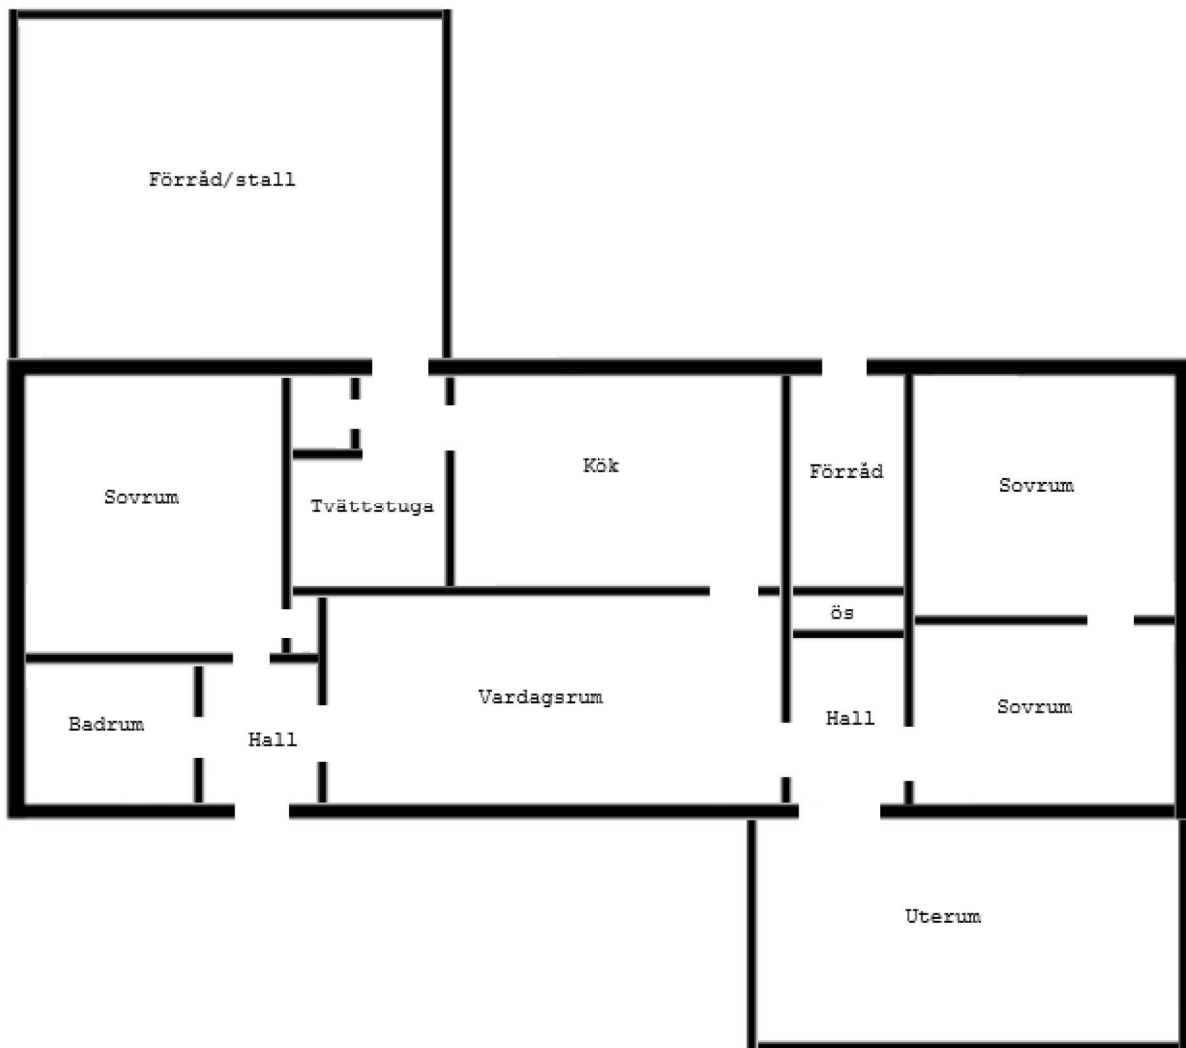 Förråd/stall
Kök
Förråd
Sovrum
Sovrum
Tvättstuga
ös
Vardagsrum
Sovrum
Hall
Badrum
Hall
Uterum